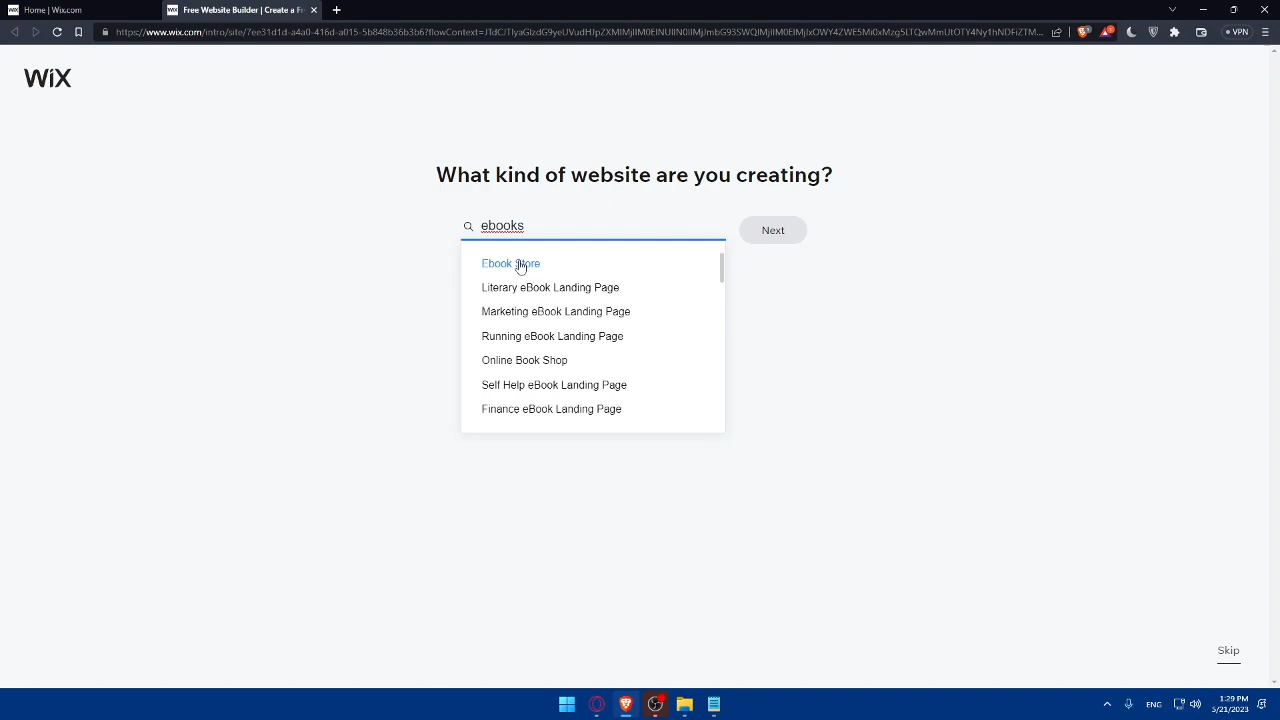 Home | Wix.com
Free Website Builder | Create a Fr
WiX
What kind of website are you creating?
ebooks
Next
Ebook Store
Literary eBook Landing Page
Marketing eBook Landing Page
Running eBook Landing Page
Online Book Shop
Self Help eBook Landing Page
Finance eBook Landing Page
Skip
VPN
ENG
1:29 PM
5/23/2023